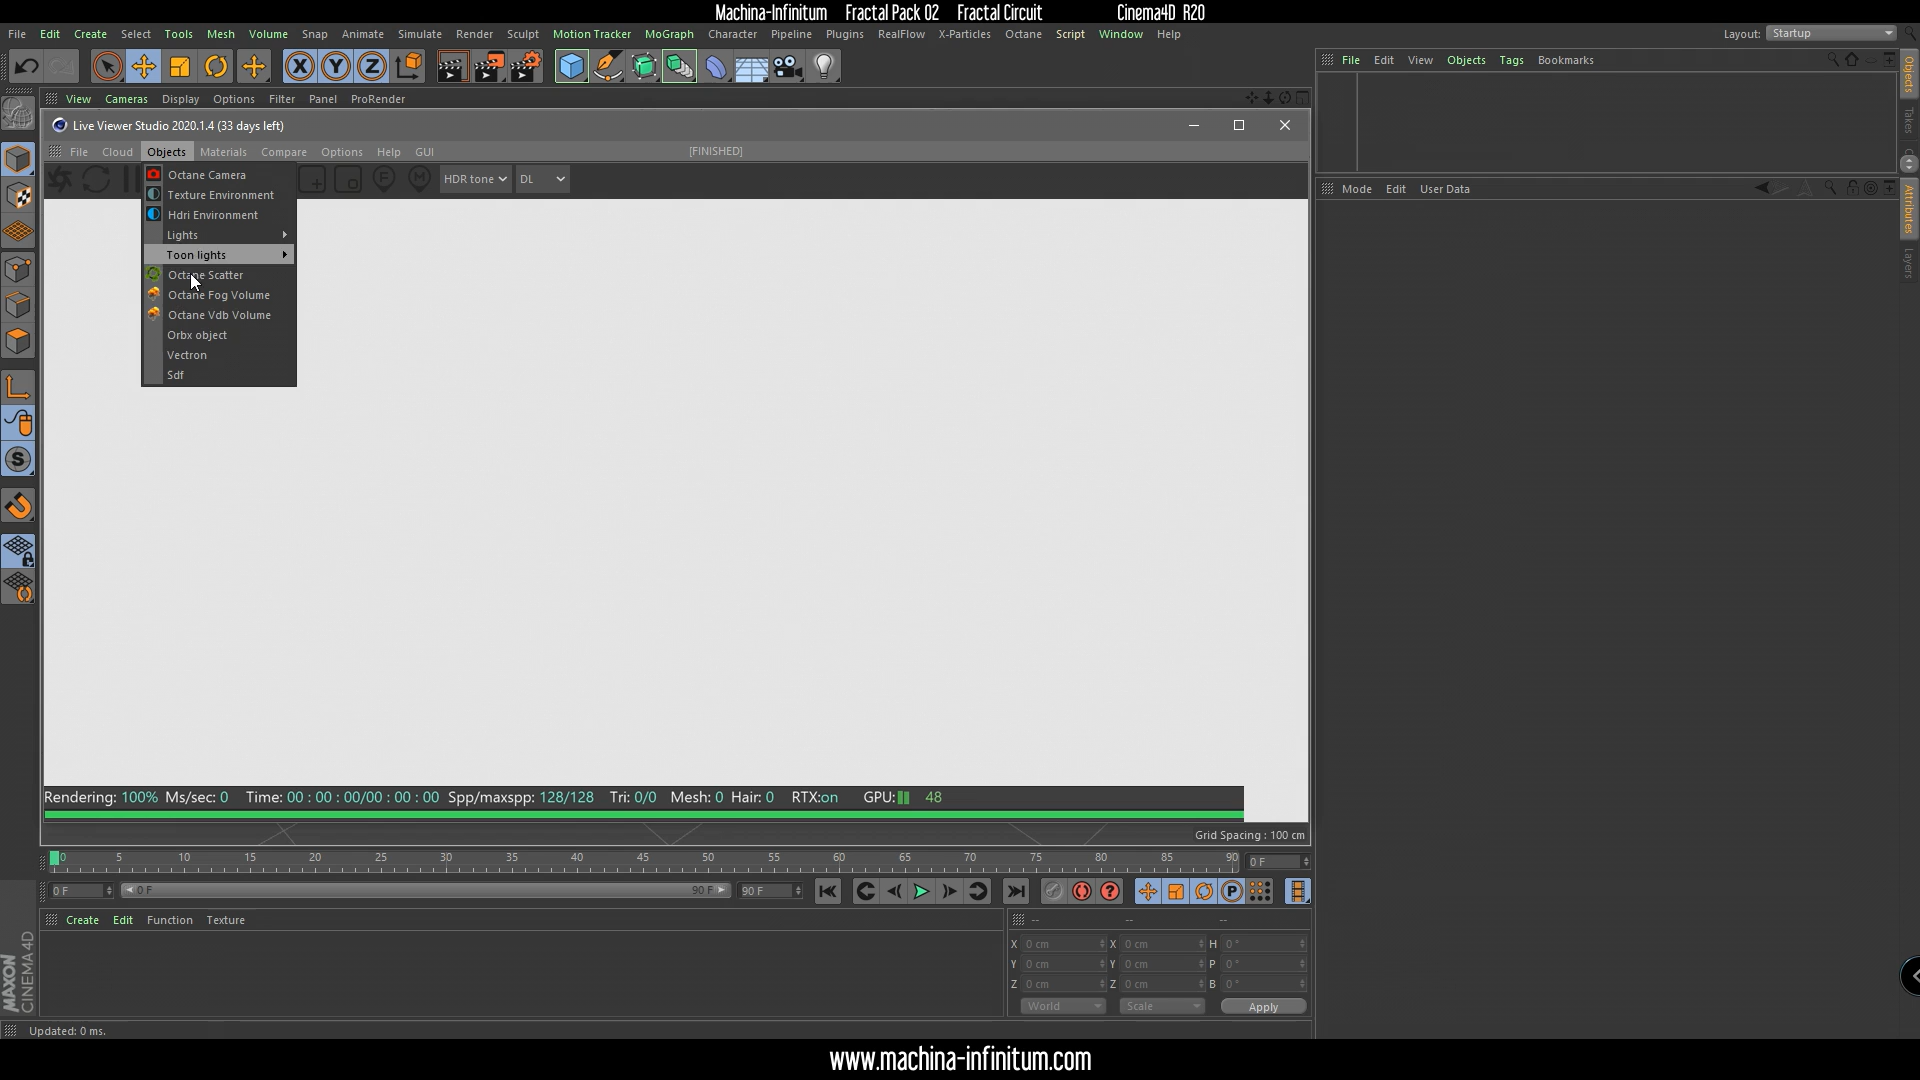 Machina-Infinitum Fractal Pack 02 Fractal Circuit Cinema4D R20
File Edit Create Select Tools Mesh Volume Snap Animate Simulate Render Sculpt Motion Tracker MoGraph Character Pipeline Plugins RealFlow X-Particles Octane Script Window Help Layout: Startup
X Y Z
File Edit View Objects Tags Bookmarks
Objects
Takes
View Cameras Display Options Filter Panel ProRender
Live Viewer Studio 2020.1.4 (33 days left)
File Cloud Objects Materials Compare Options Help GUI [FINISHED]
HDR tone DL
Octane Camera
Texture Environment
Hdri Environment
Lights
Toon lights
Octane Scatter
Octane Fog Volume
Octane Vdb Volume
Orbx object
Vectron
Sdf
Mode Edit User Data
Attributes
Layers
Rendering: 100% Ms/sec: 0 Time: 00 : 00 : 00/00 : 00 : 00 Spp/maxspp: 128/128 Tri: 0/0 Mesh: 0 Hair: 0 RTX:on GPU: 48
Grid Spacing : 100 cm
0 5 10 15 20 25 30 35 40 45 50 55 60 65 70 75 80 85 90 0 F
0 F 0 F 90 F 90 F
Create Edit Function Texture
-- -- --
X 0 cm X 0 cm H 0 °
Y 0 cm Y 0 cm P 0 °
Z 0 cm Z 0 cm B 0 °
World Scale Apply
MAXON
CINEMA 4D
Updated: 0 ms.
www.machina-infinitum.com